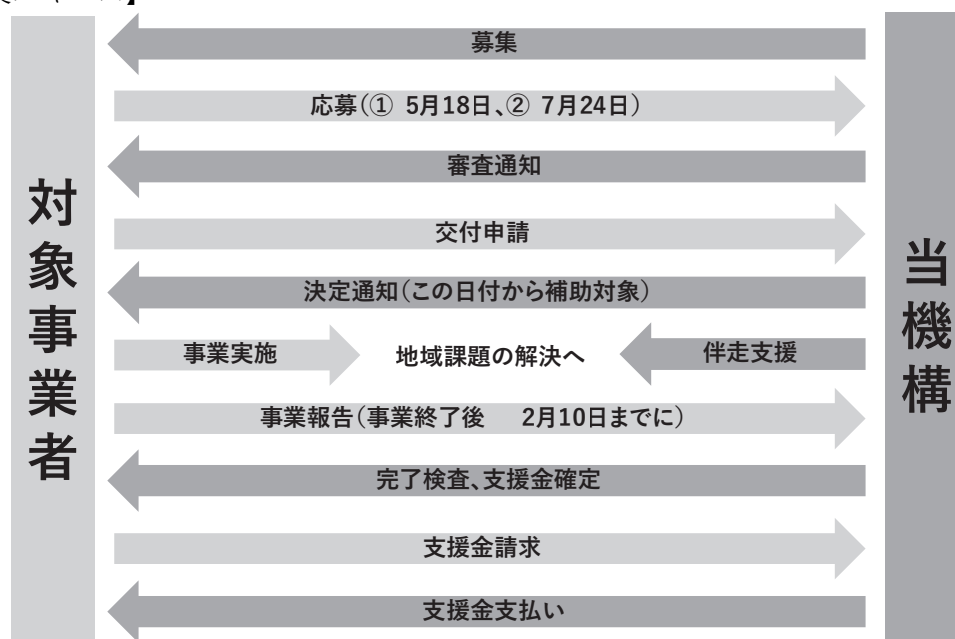 募集
応募(① 5月18日、② 7月24日)
審査通知
交付申請
決定通知(この日付から補助対象)
事業実施 地域課題の解決へ 伴走支援
事業報告(事業終了後 2月10日までに)
完了検査、支援金確定
支援金請求
支援金支払い
対象事業者
当機構